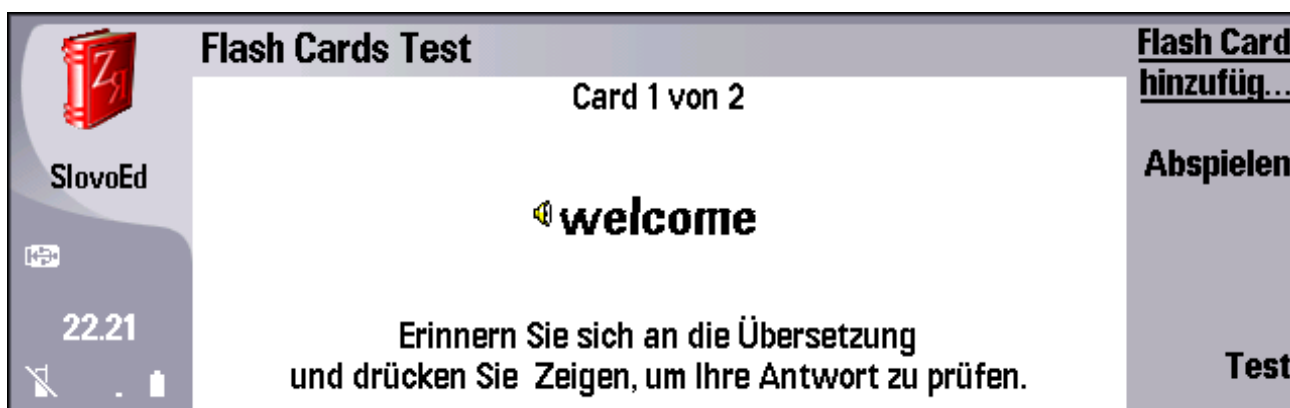 Flash Cards Test
Card 1 von 2
welcome
Erinnern Sie sich an die Übersetzung
und drücken Sie Zeigen, um Ihre Antwort zu prüfen.
SlovoEd
22.21
Flash Card
hinzufüg...
Abspielen
Test